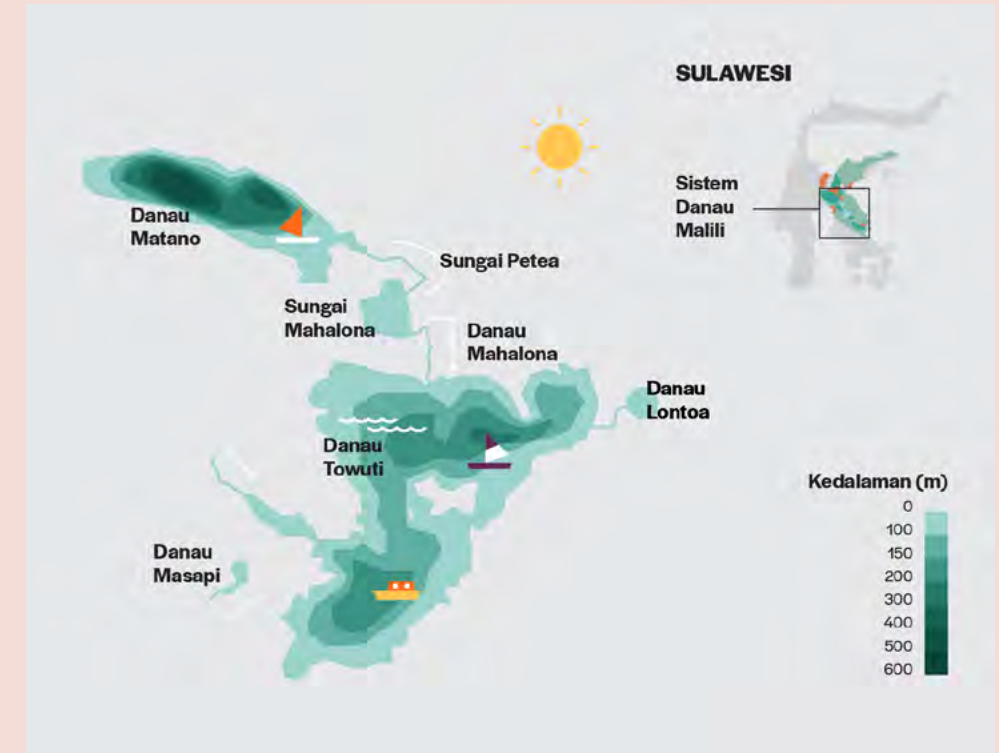 SULAWESI
Sistem
Danau
Malili
Danau
Matano
Sungai Petea
Sungai
Mahalona
Danau
Mahalona
Danau
Lontoa
Danau
Towuti
Danau
Masapi
Kedalaman (m)
0
100
150
200
300
400
500
600